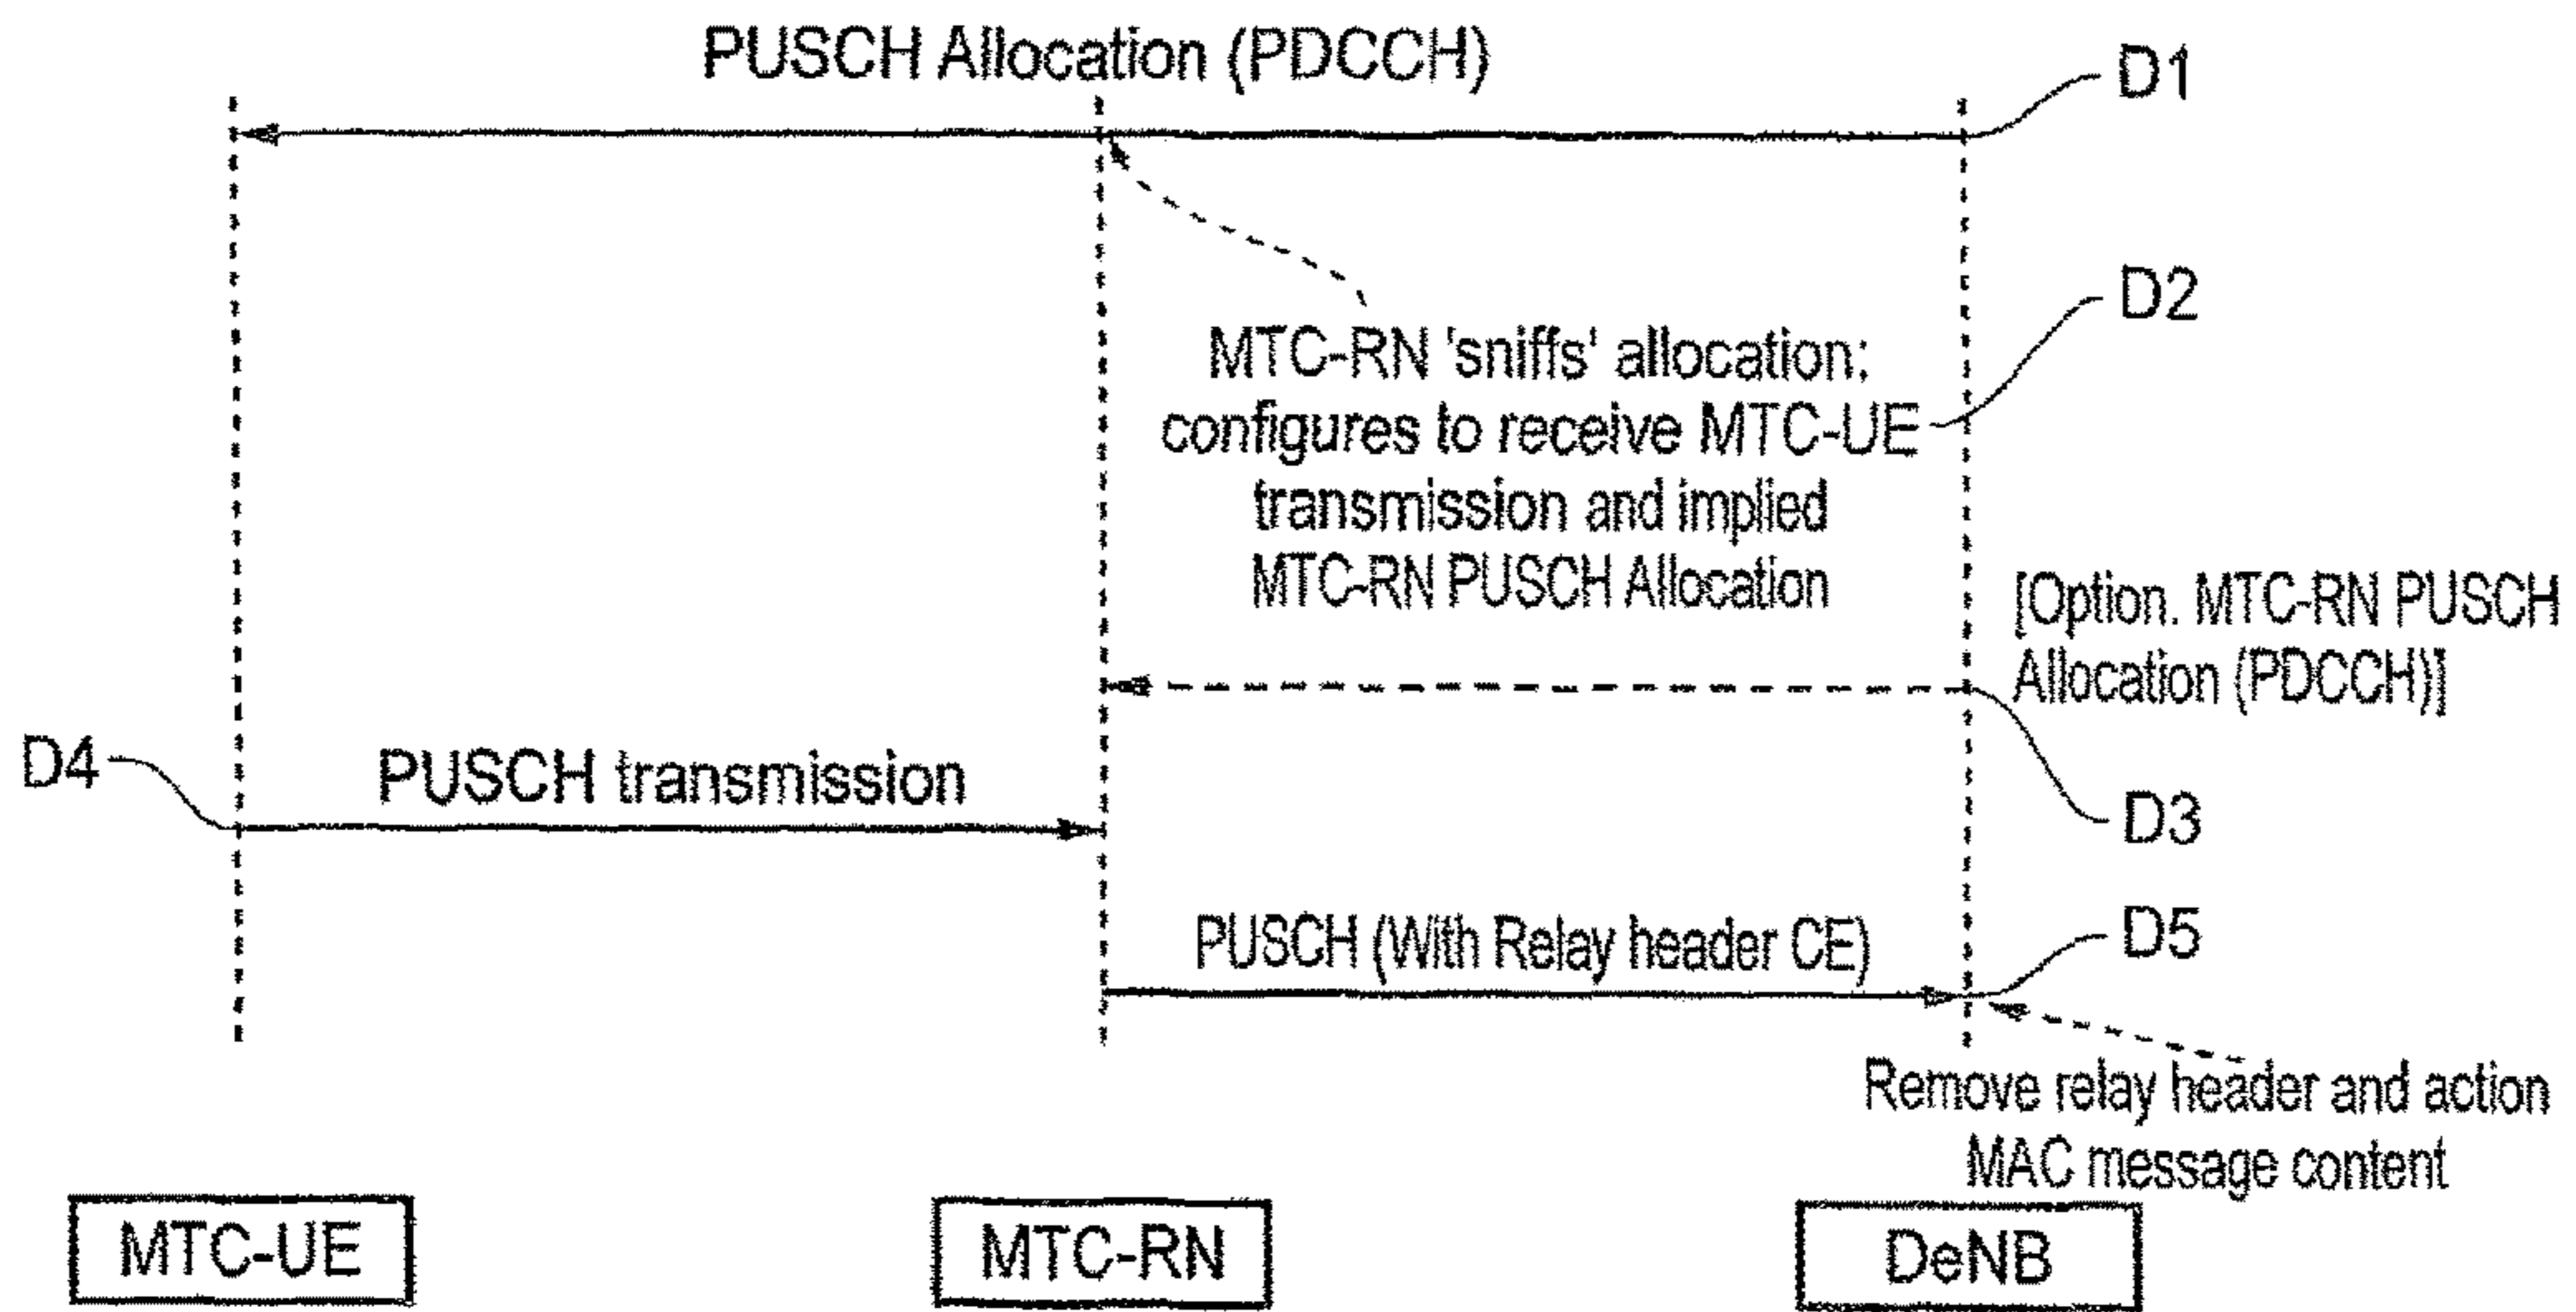 PUSCH Allocation (PDCCH)
D1
D2
MTC-RN 'sniffs' allocation;
configures to receive MTC-UE
transmission and implied
MTC-RN PUSCH Allocation
[Option. MTC-RN PUSCH
Allocation (PDCCH)]
D4
PUSCH transmission
D3
PUSCH (With Relay header CE)
D5
Remove relay header and action
MAC message content
MTC-UE
MTC-RN
DeNB